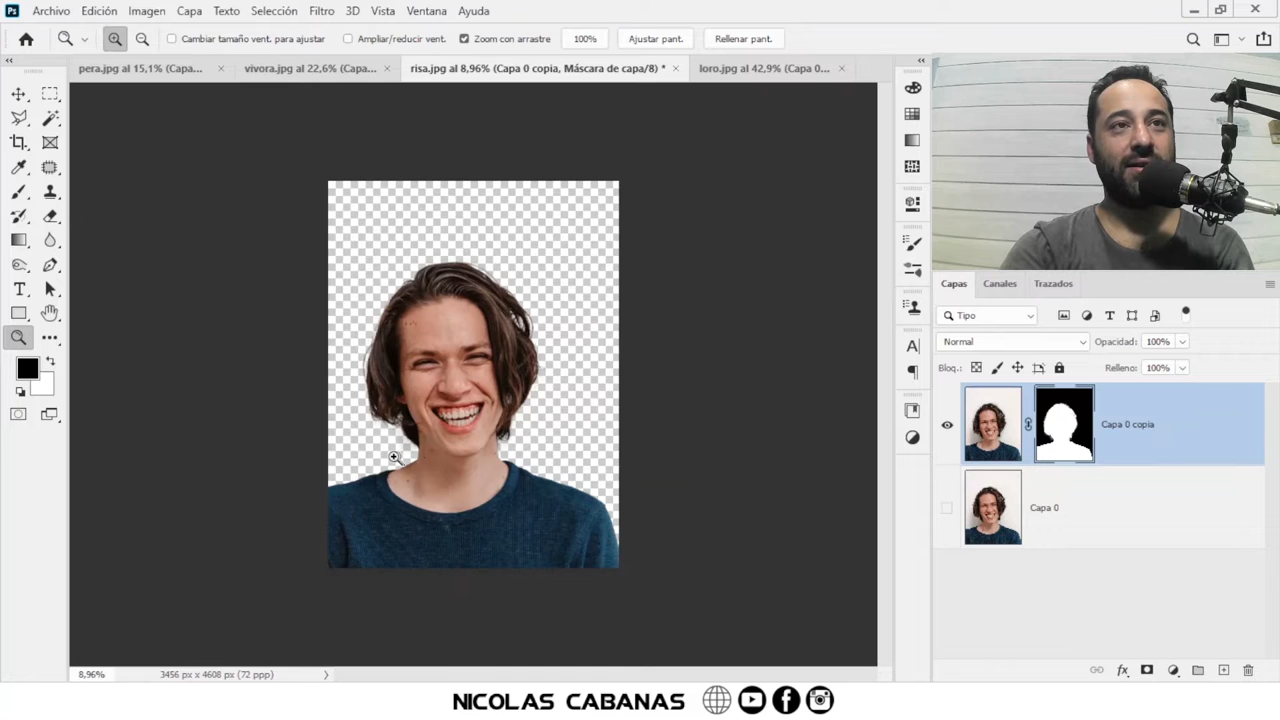 Ps Archivo Edición Imagen Capa Texto Selección Filtro 3D Vista Ventana Ayuda
Cambiar tamaño vent. para ajustar Ampliar/reducir vent. Zoom con arrastre 100% Ajustar pant. Rellenar pant.
pera.jpg al 15,1% (Capa... × vivora.jpg al 22,6% (Capa... × risa.jpg al 8,96% (Capa 0 copia, Máscara de capa/8) * × loro.jpg al 42,9% (Capa 0... ×
Capas Canales Trazados
Tipo
Normal Opacidad: 100%
Bloq.: Relleno: 100%
Capa 0 copia
Capa 0
8,96% 3456 px x 4608 px (72 ppp)
NICOLAS CABANAS